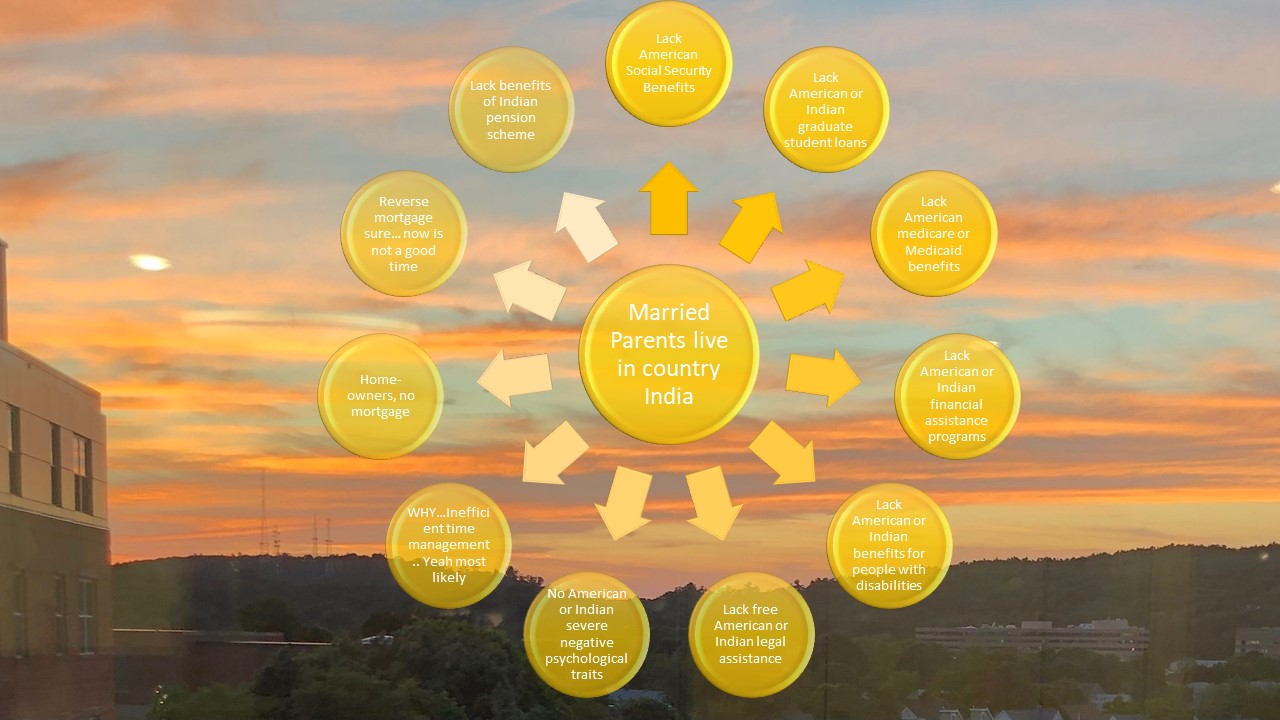 Married
Parents live
in country
India
Lack
American
Social Security
Benefits
Lack
American or
Indian
graduate
student loans
Lack
American
medicare or
Medicaid
benefits
Lack
American or
Indian
financial
assistance
programs
Lack
American or
Indian
benefits for
people with
disabilities
Lack free
American or
Indian legal
assistance
No American
or Indian
severe
negative
psychological
traits
WHY...Ineffici
ent time
management
.. Yeah most
likely
Home-
owners, no
mortgage
Reverse
mortgage
sure... now is
not a good
time
Lack benefits
of Indian
pension
scheme